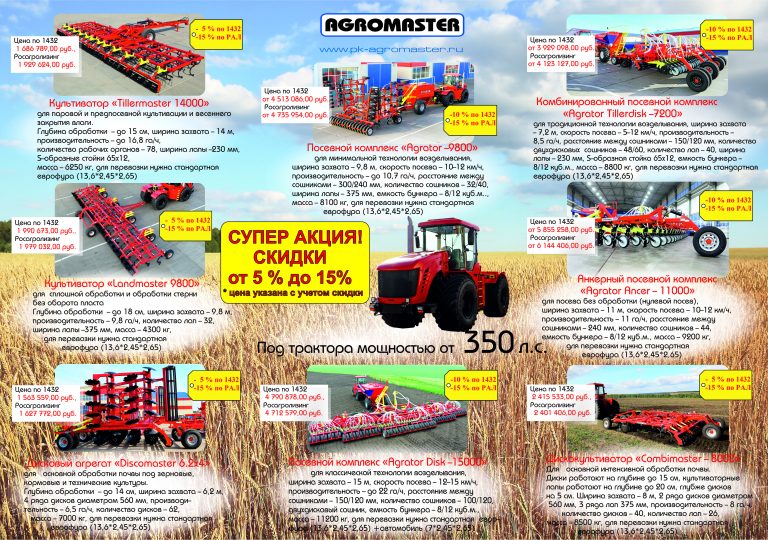 AGROMASTER
www.pk-agromaster.ru
Цена по 1432
1 686 789,00 руб.,
Росагролизинг
1 929 624,00 руб.
- 5 % по 1432
-15 % по РАЛ
Культиватор «Tillermaster 14000»
для паровой и предпосевной культивации и весеннего
закрытия влаги.
Глубина обработки - до 15 см, ширина захвата - 14 м,
производительность - до 16,8 га/ч,
количество рабочих органов - 78, ширина лапы -230 мм,
S-образные стойки 65х12,
масса - 6250 кг, для перевозки нужна стандартная
еврофура (13,6*2,45*2,65)
Цена по 1432
от 4 513 086,00 руб.
Росагролизинг
от 4 735 954,00 руб.
-10 % по 1432
-15 % по РАЛ
Посевной комплекс «Agrator -9800»
для минимальной технологии возделывания,
ширина захвата - 9,8 м, скорость посева - 10-12 км/ч,
производительность - до 10,7 га/ч, расстояние между
сошниками - 300/240 мм, количество сошников - 32/40,
ширина лапы - 375 мм, емкость бункера - 8/12 куб.м..,
масса - 8100 кг, для перевозки нужна стандартная
еврофура (13,6*2,45*2,65)
Цена по 1432
от 3 929 098,00 руб.
Росагролизинг
от 4 123 127,00 руб.
-10 % по 1432
-15 % по РАЛ
Комбинированный посевной комплекс
«Agrator Tillerdisk -7200»
для традиционной технологии возделывания, ширина захвата
- 7,2 м, скорость посева - 5-12 км/ч, производительность -
8,5 га/ч, расстояние между сошниками - 150/120 мм, количество
двухдисковых сошников - 48/60, количество лап - 40, ширина
лапы - 230 мм, S-образные стойки 65х12, емкость бункера -
8/12 куб.м., масса - 8800 кг, для перевозки нужна стандартная
еврофура (13,6*2,45*2,65)
Цена по 1432
1 990 673,00 руб.
Росагролизинг
1 979 032,00 руб.
- 5 % по 1432
-15 % по РАЛ
Культиватор «Landmaster 9800»
для сплошной обработки и обработки стерни
без оборота пласта
Глубина обработки - до 18 см, ширина захвата - 9,8 м,
производительность - 9,8 га/ч, количество лап - 32,
ширина лапы -375 мм, масса - 4300 кг,
для перевозки нужна стандартная
еврофура (13,6*2,45*2,65)
СУПЕР АКЦИЯ!
СКИДКИ
от 5 % до 15%
* цена указана с учетом скидки
Под трактора мощностью от 350 л.с.
Цена по 1432
от 5 855 258,00 руб.
Росагролизинг
от 6 144 406,00 руб.
-10 % по 1432
-15 % по РАЛ
Анкерный посевной комплекс
«Agrator Ancer - 11000»
для посева без обработки (нулевой посев),
ширина захвата - 11 м, скорость посева - 10-12 км/ч,
производительность - 11 га/ч, расстояние между
сошниками - 240 мм, количество сошников - 44,
емкость бункера - 8/12 куб.м., масса - 9200 кг,
для перевозки нужна стандартная
еврофура (13,6*2,45*2,65)
Цена по 1432
1 563 559,00 руб.
Росагролизинг
1 627 772,00 руб.
- 5 % по 1432
-15 % по РАЛ
Дисковый агрегат «Discomaster 6.2х4»
для основной обработки почвы под зерновые,
кормовые и технические культуры.
Глубина обработки - до 14 см, ширина захвата - 6,2 м,
4 ряда дисков диаметром 560 мм, производи-
тельность - 6,5 га/ч, количество дисков - 62,
масса - 7000 кг, для перевозки нужна стандартная
еврофура (13,6*2,45*2,65)
Цена по 1432
4 790 878,00 руб.
Росагролизинг
4 712 579,00 руб.
-10 % по 1432
-15 % по РАЛ
Посевной комплекс «Agrator Disk -15000»
для классической технологии возделывания,
ширина захвата - 15 м, скорость посева - 12-15 км/ч,
производительность - до 22 га/ч, расстояние между
сошниками - 150/120 мм, количество сошников - 100/120,
двухдисковый сошник, емкость бункера - 8/12 куб.м.,
масса - 11200 кг, для перевозки нужна стандартная евро-
фура (13,6*2,45*2,65) +автомобиль (7*2,45*2,65)
Цена по 1432
2 415 533,00 руб.,
Росагролизинг
2 401 406,00 руб.
- 5 % по 1432
-15 % по РАЛ
Дискокультиватор «Combimaster - 8000»
Для основной интенсивной обработки почвы.
Диски работают на глубине до 15 см, культиваторные
лапы работают на глубине до 20 см, глубже дисков
на 5 см. Ширина захвата - 8 м, 2 ряда дисков диаметром
560 мм, 3 ряда лап 375 мм, производительность - 8 га/ч
количество дисков - 40, количество лап - 26,
масса - 8500 кг, для перевозки нужна стандартная
еврофура (13,6*2,45*2,65)